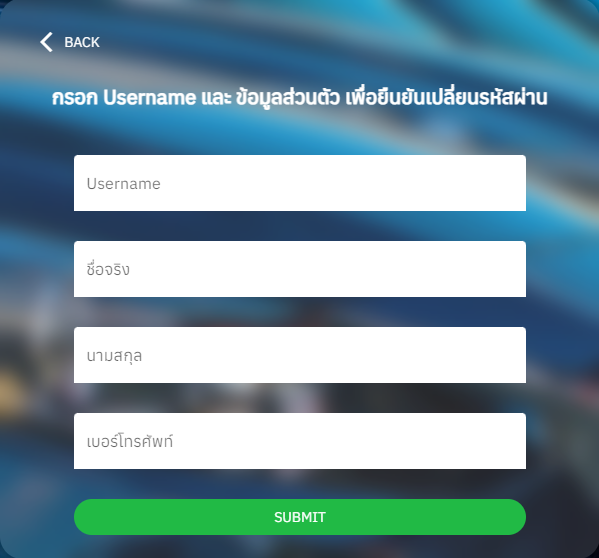 BACK
กรอก Username และ ข้อมูลส่วนตัว เพื่อยืนยันเปลี่ยนรหัสผ่าน
Username
ชื่อจริง
นามสกุล
เบอร์โทรศัพท์
SUBMIT